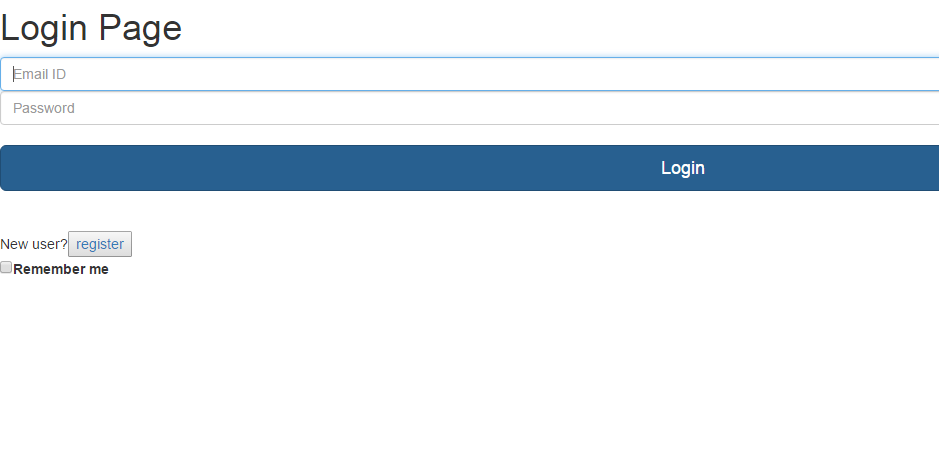 Login Page
Email ID
Password
Login
New user? register
Remember me